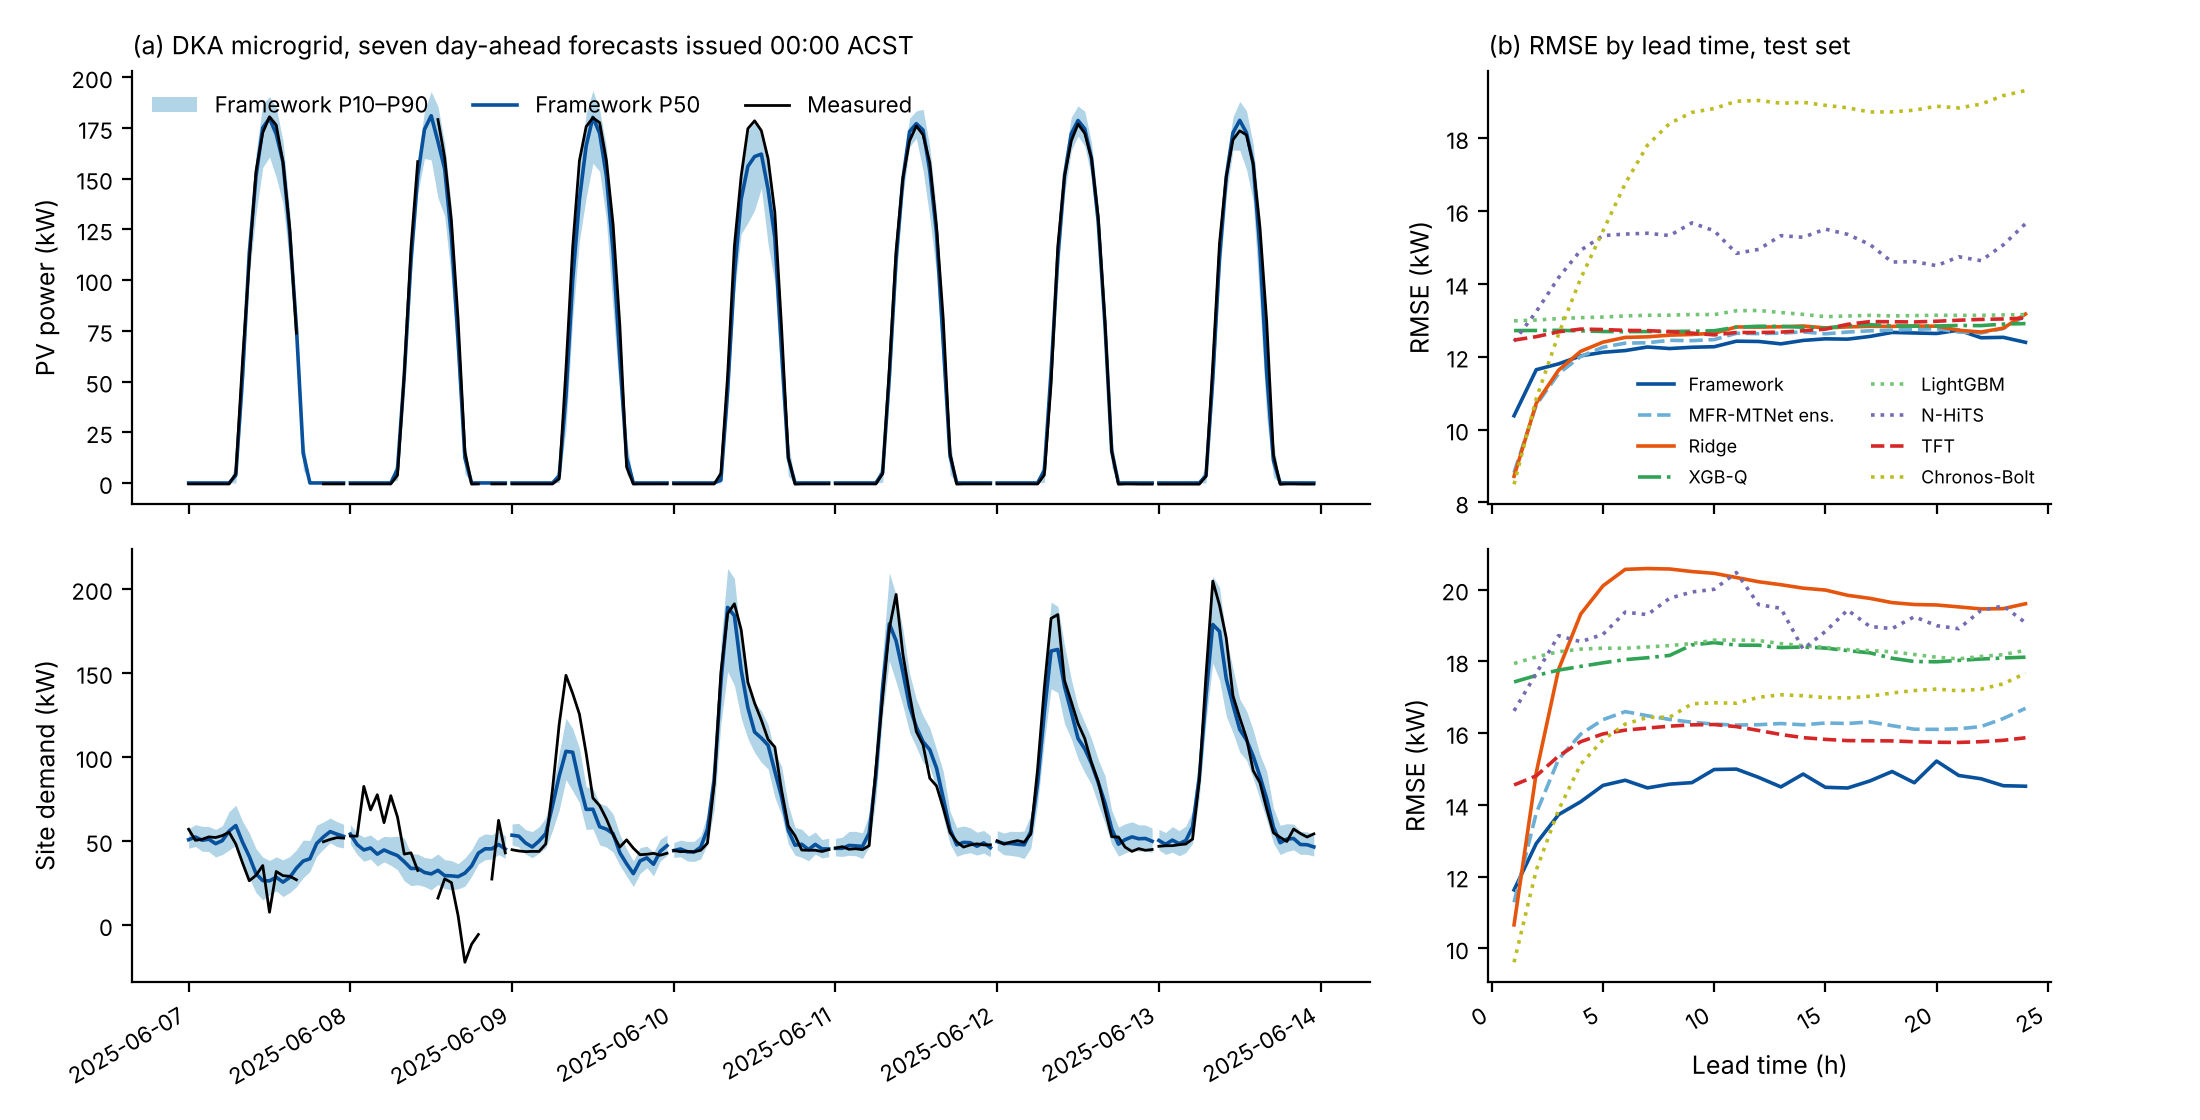 (a) DKA microgrid, seven day-ahead forecasts issued 00:00 ACST
Framework P10–P90
Framework P50
Measured
PV power (kW)
200
175
150
125
100
75
50
25
0
(b) RMSE by lead time, test set
RMSE (kW)
18
16
14
12
10
8
Framework
MFR-MTNet ens.
Ridge
XGB-Q
LightGBM
N-HiTS
TFT
Chronos-Bolt
Site demand (kW)
200
150
100
50
0
2025-06-07
2025-06-08
2025-06-09
2025-06-10
2025-06-11
2025-06-12
2025-06-13
2025-06-14
RMSE (kW)
20
18
16
14
12
10
0
5
10
15
20
25
Lead time (h)